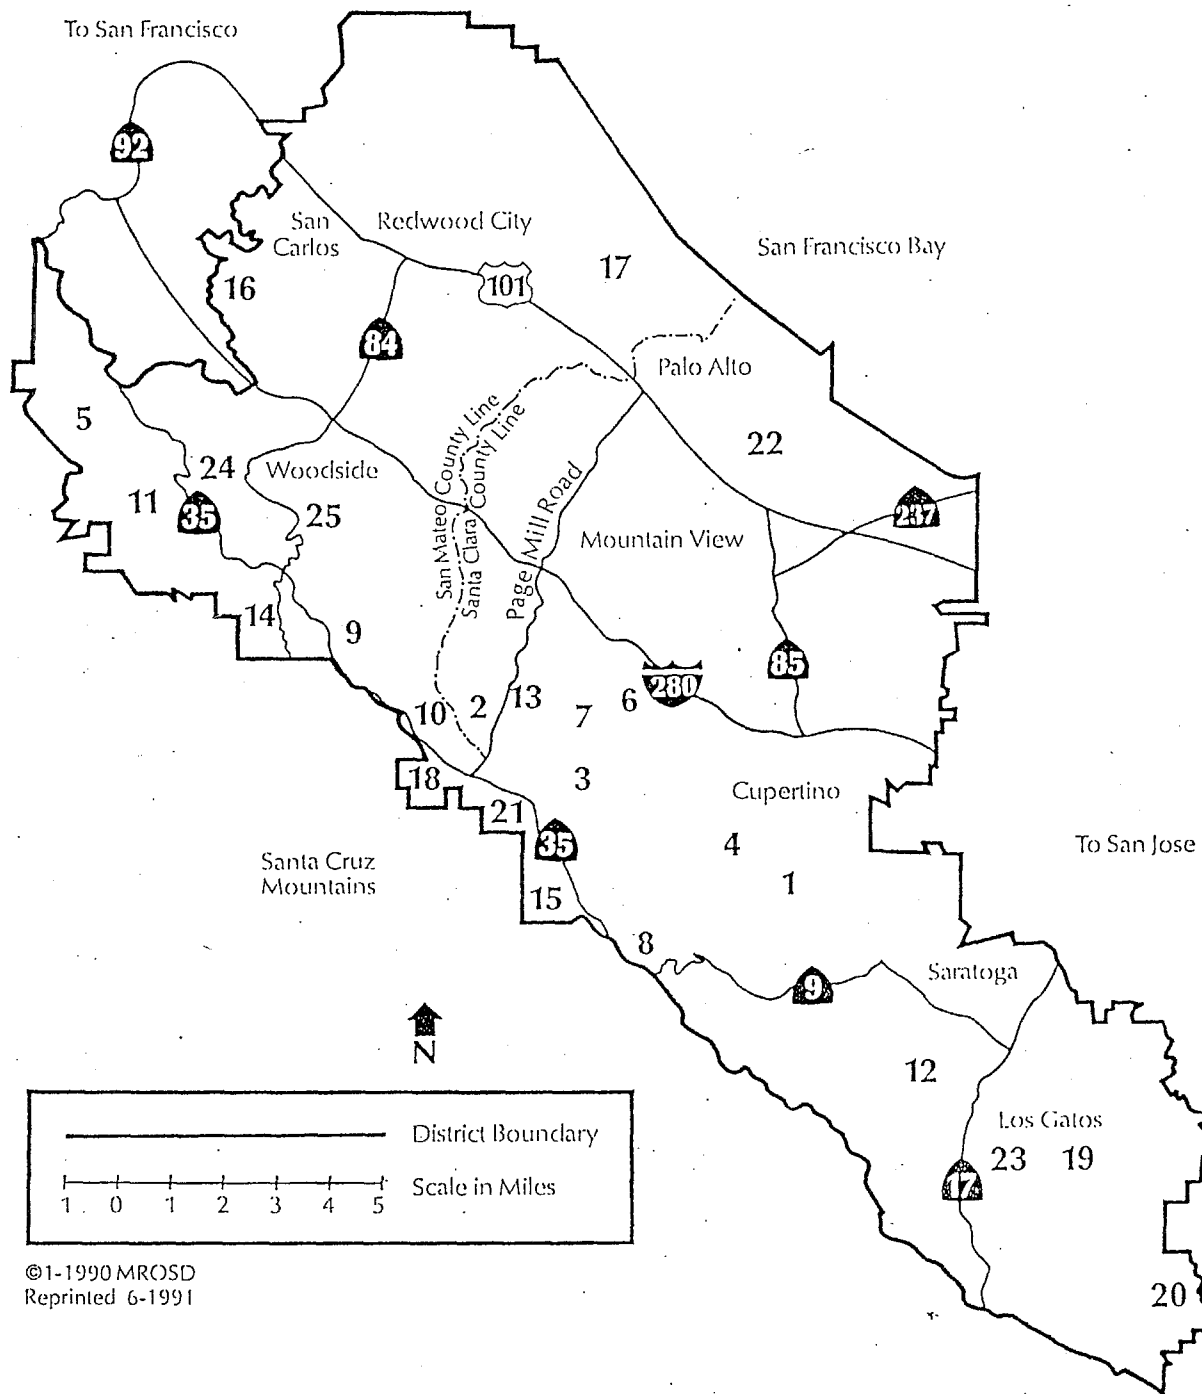 To San Francisco
92
San
Carlos
Redwood City
San Francisco Bay
16
17
101
84
Palo Alto
5
San Mateo County Line
Santa Clara County Line
22
24
Woodside
11
35
25
Page Mill Road
237
Mountain View
14
9
85
10
2
13
6
280
7
18
3
Cupertino
21
35
4
To San Jose
Santa Cruz
Mountains
1
15
8
Saratoga
9
N
12
Los Gatos
23
19
17
District Boundary
Scale in Miles
1 0 1 2 3 4 5
20
©1-1990 MROSD
Reprinted 6-1991